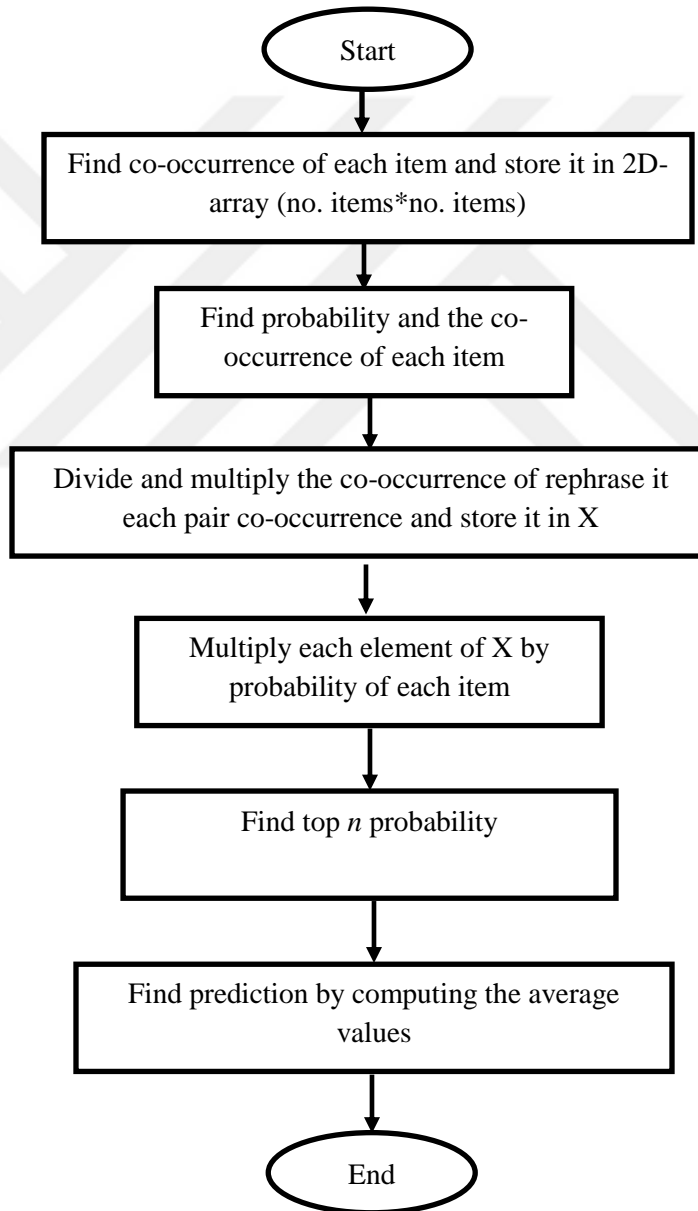 Start
Find co-occurrence of each item and store it in 2D-
array (no. items*no. items)
Find probability and the co-
occurrence of each item
Divide and multiply the co-occurrence of rephrase it
each pair co-occurrence and store it in X
Multiply each element of X by
probability of each item
Find top n probability
Find prediction by computing the average
values
End